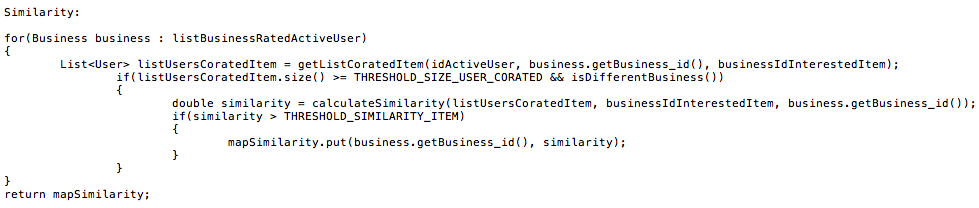 Similarity:
for(Business business : listBusinessRatedActiveUser)
{
List<User> listUsersCoratedItem = getListCoratedItem(idActiveUser, business.getBusiness_id(), businessIdInterestedItem);
if(listUsersCoratedItem.size() >= THRESHOLD_SIZE_USER_CORATED && isDifferentBusiness())
{
double similarity = calculateSimilarity(listUsersCoratedItem, businessIdInterestedItem, business.getBusiness_id());
if(similarity > THRESHOLD_SIMILARITY_ITEM)
{
mapSimilarity.put(business.getBusiness_id(), similarity);
}
}
}
return mapSimilarity;